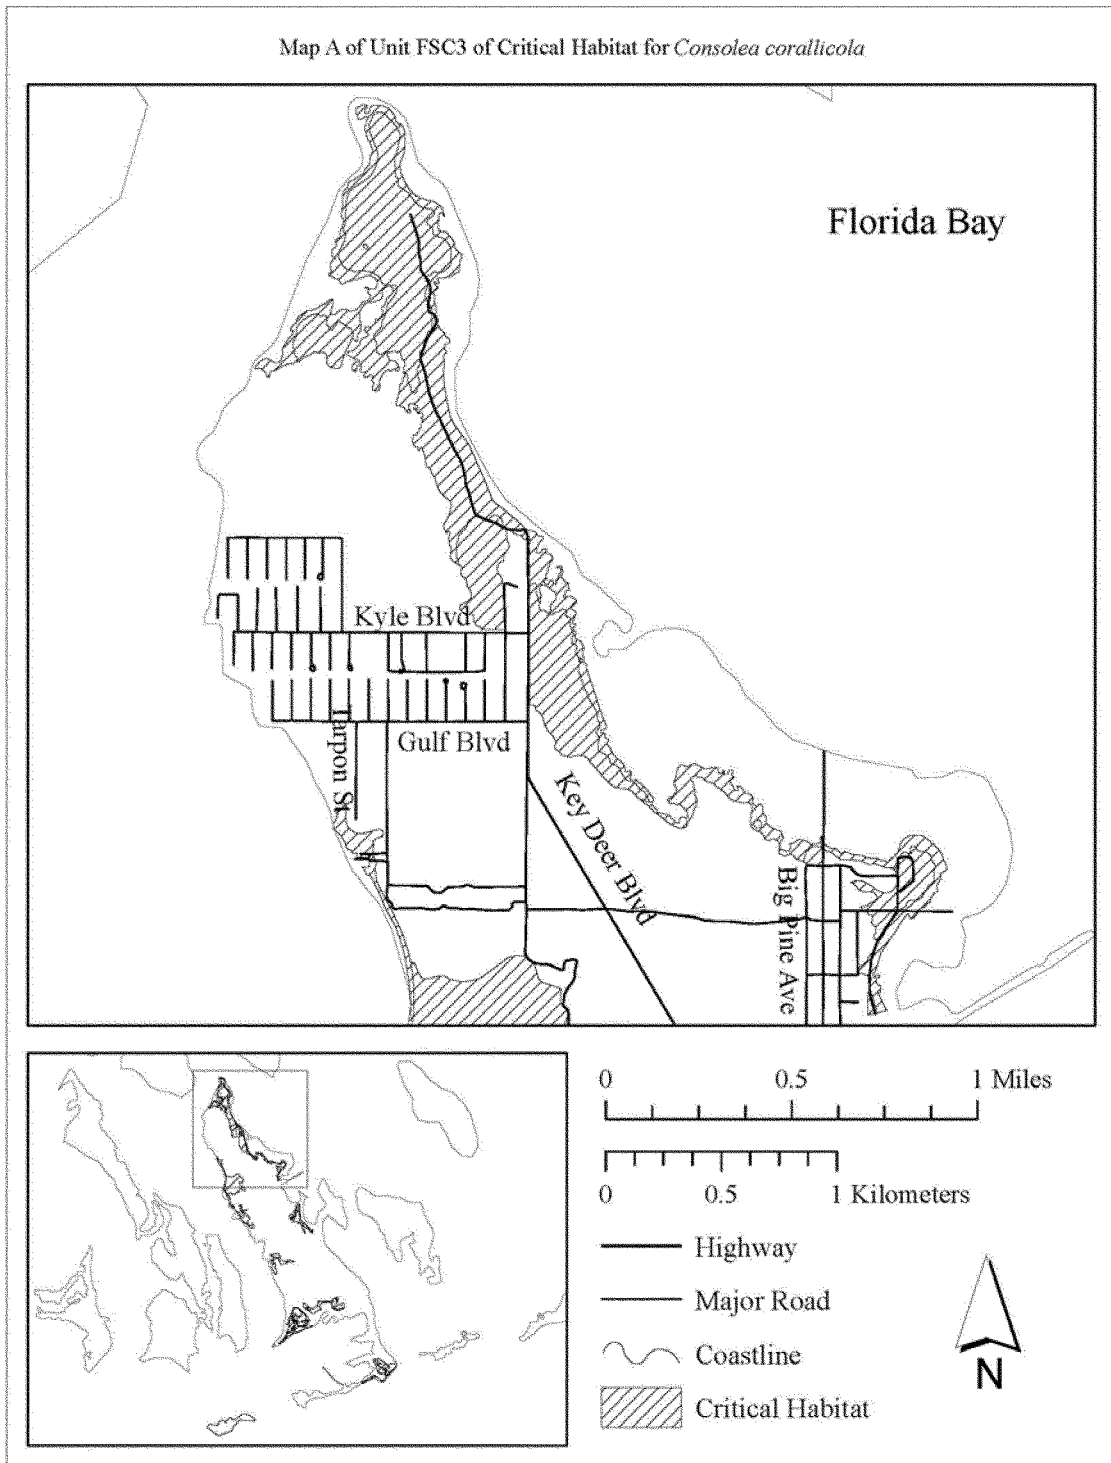 Map A of Unit FSC3 of Critical Habitat for Consolea corallicola
Florida Bay
Kyle Blvd
Tarpon St
Gulf Blvd
Key Deer Blvd
Big Pine Ave
0 0.5 1 Miles
0 0.5 1 Kilometers
Highway
Major Road
Coastline
Critical Habitat
N